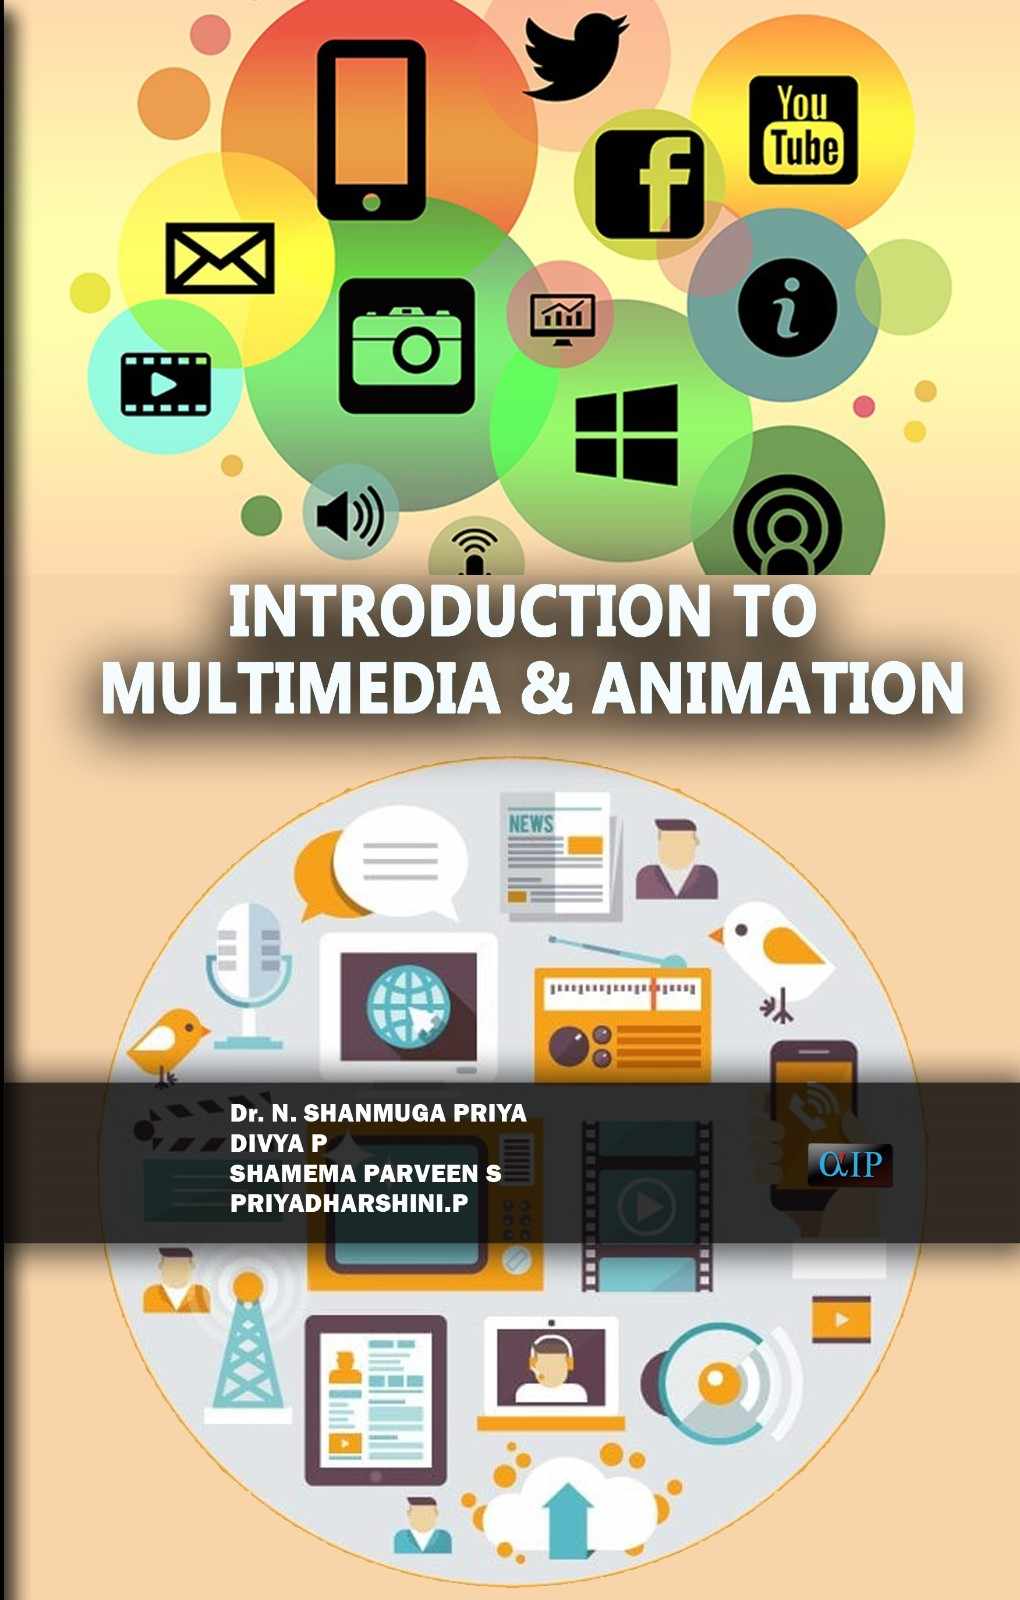 You
Tube
f
i
INTRODUCTION TO
MULTIMEDIA & ANIMATION
NEWS
Dr. N. SHANMUGA PRIYA
DIVYA P
SHAMEMA PARVEEN S
PRIYADHARSHINI.P
αIP